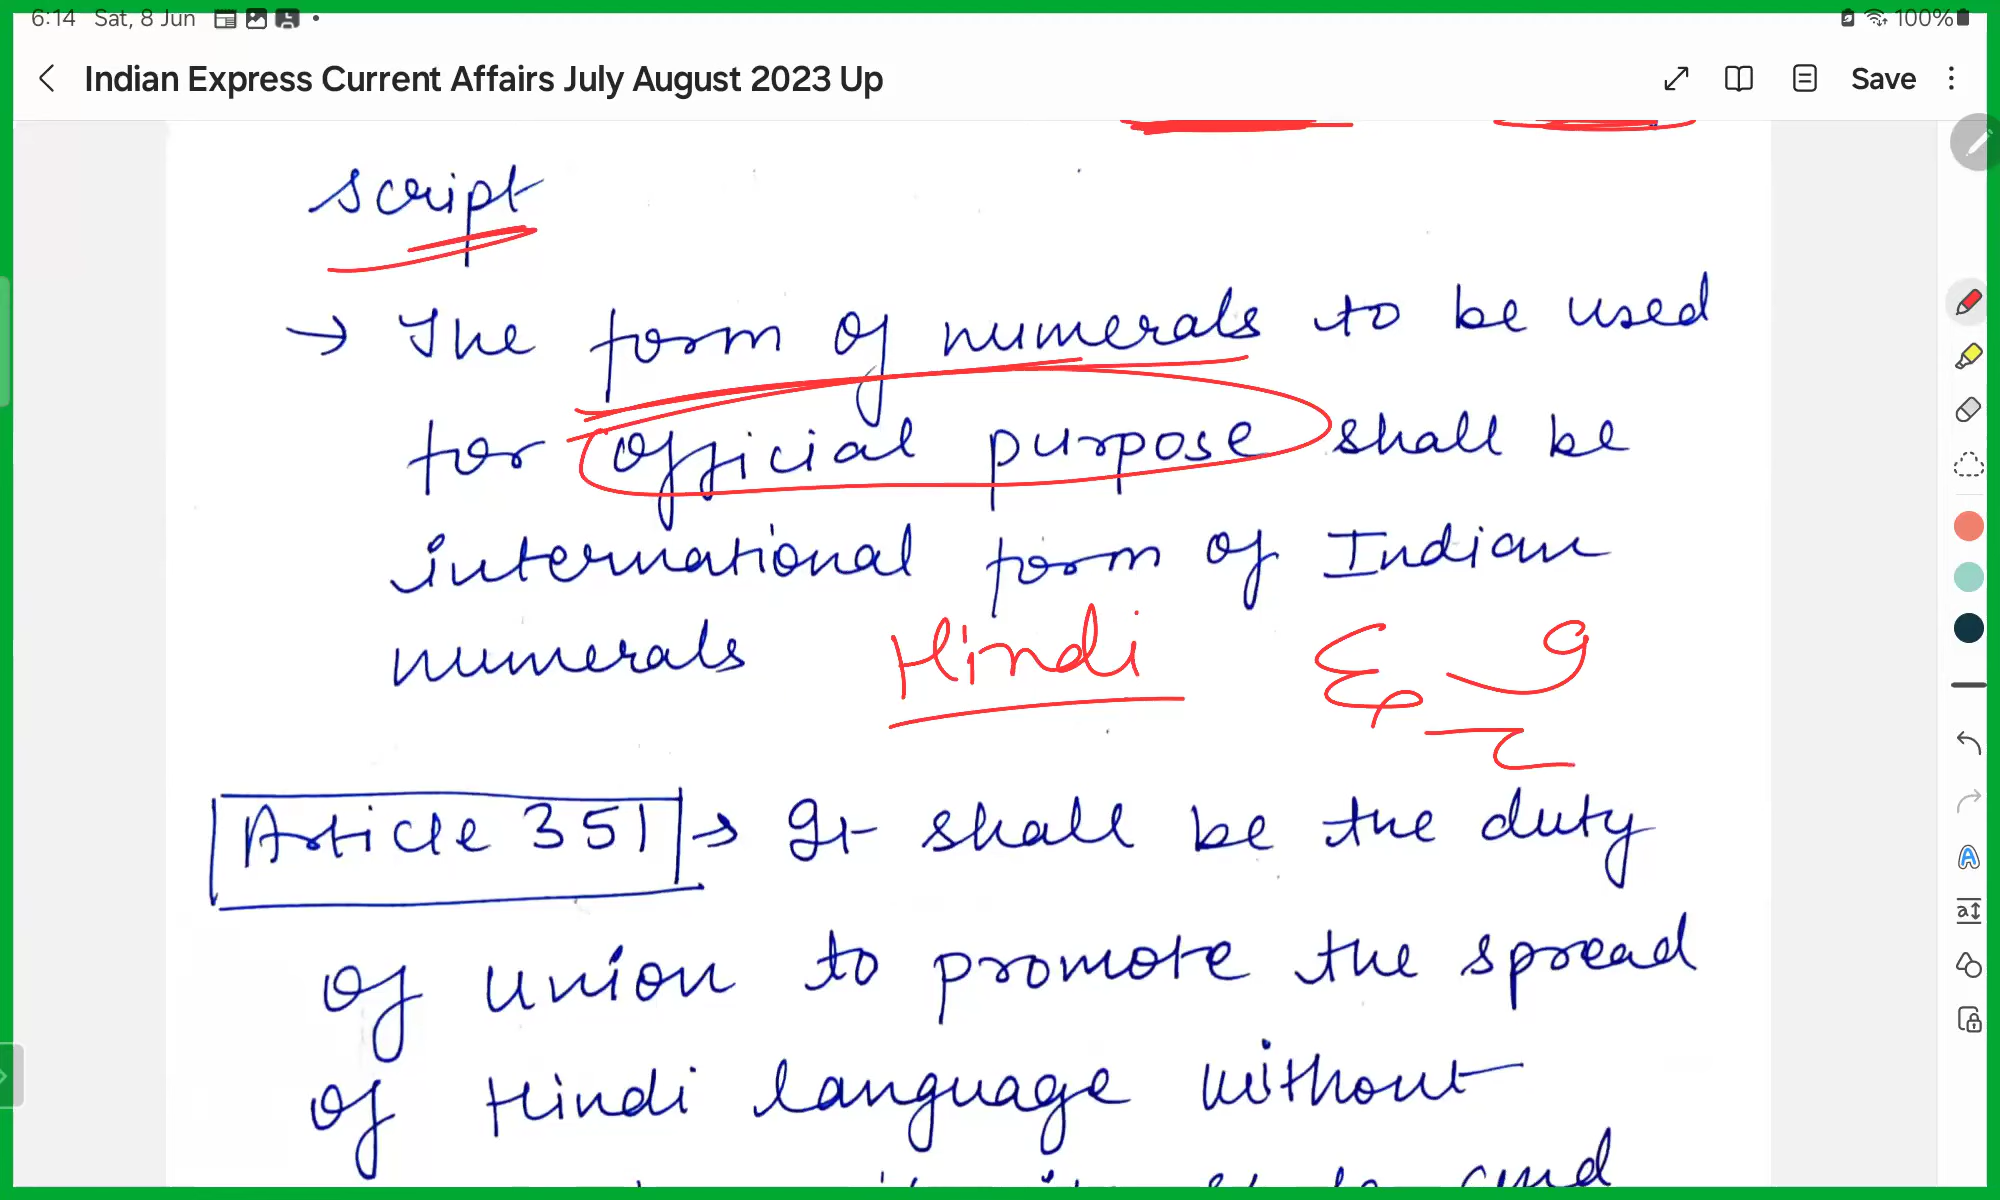 6:14 Sat, 8 Jun 100%
Indian Express Current Affairs July August 2023 Up Save
script
→ The form of numerals to be used
for official purpose shall be
international form of Indian
numerals Hindi
Article 351 → It shall be the duty
of union to promote the spread
of Hindi language without
and